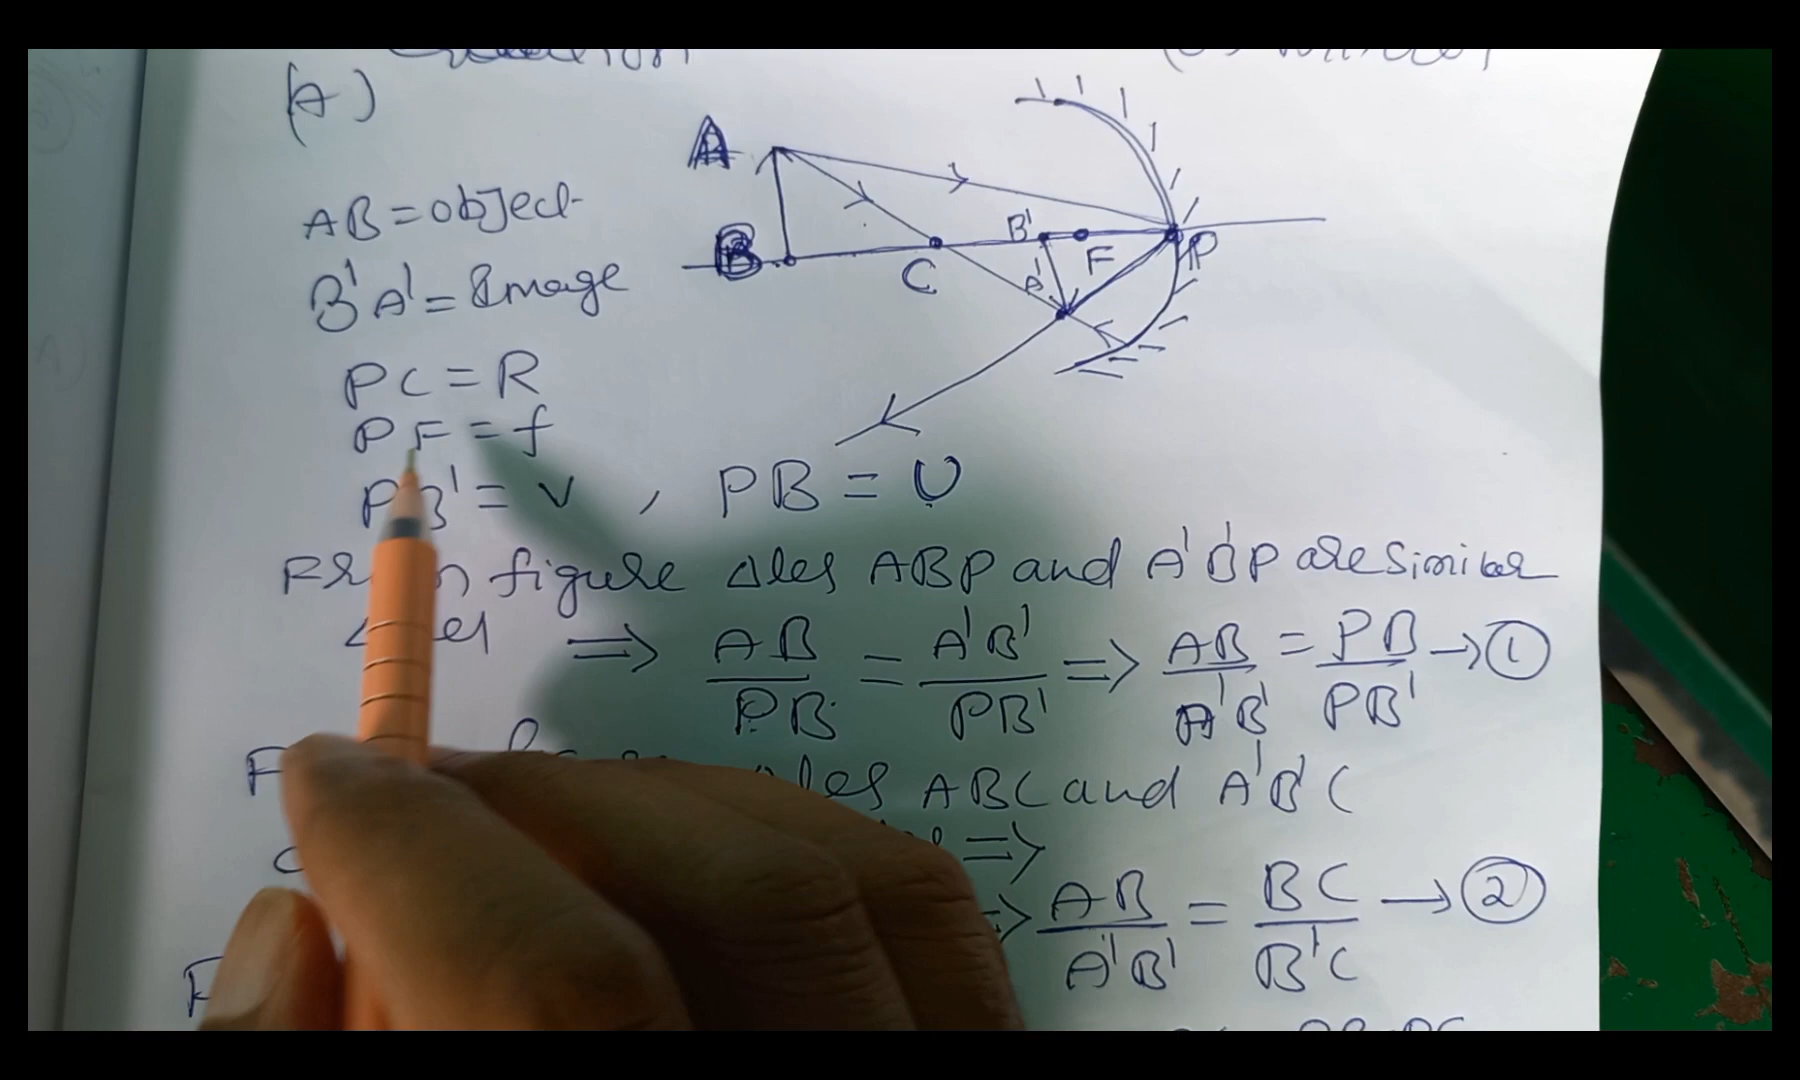 (A)
A
B
C
B'
F
P
A'
AB = object
B'A' = Image
PC = R
PF = f
PB' = v , PB = U
figure Δles ABP and A'B'P are similar
⇒ AB/PB = A'B'/PB' ⇒ AB/A'B' = PB/PB' → ①
Δles ABC and A'B'C
⇒
⇒ AB/A'B' = BC/B'C → ②